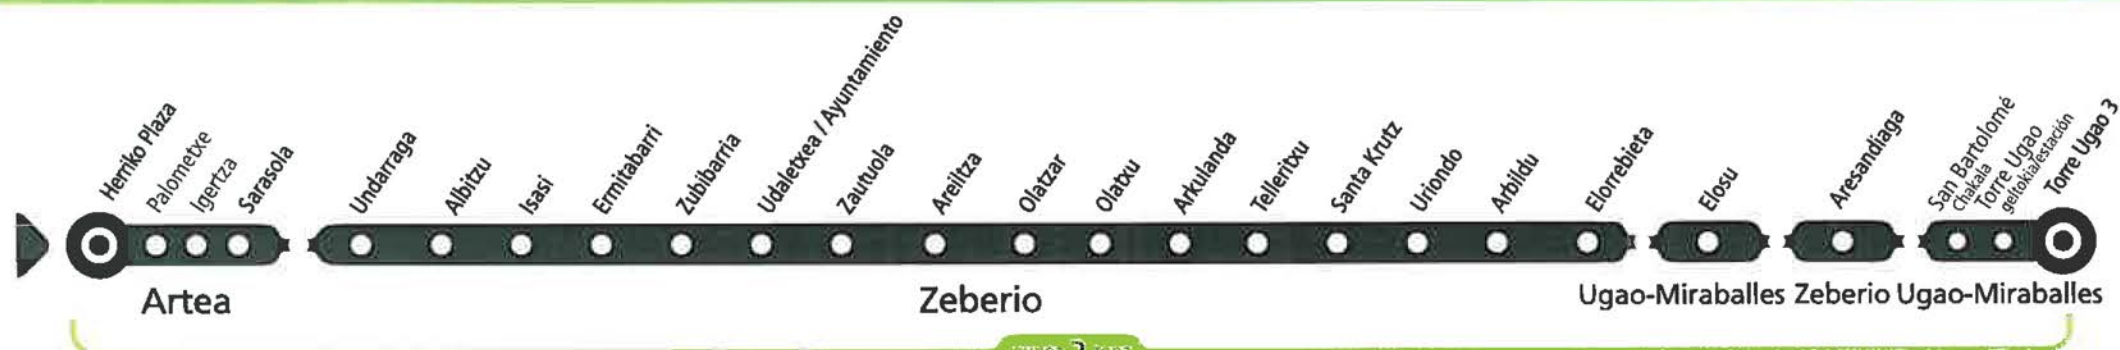 Herriko Plaza
Palometxe
Igertza
Sarasola
Undarraga
Albitzu
Isasi
Ermitabarri
Zubibarria
Udaletxea / Ayuntamiento
Zautuola
Areiltza
Olatzar
Olatxu
Arkulanda
Telleritxu
Santa Krutz
Uriondo
Arbildu
Elorrebieta
Elosu
Aresandiaga
San Bartolomé
Chakala
Torre Ugao
geltokia/estación
Torre Ugao 3
Artea
Zeberio
Ugao-Miraballes
Zeberio
Ugao-Miraballes